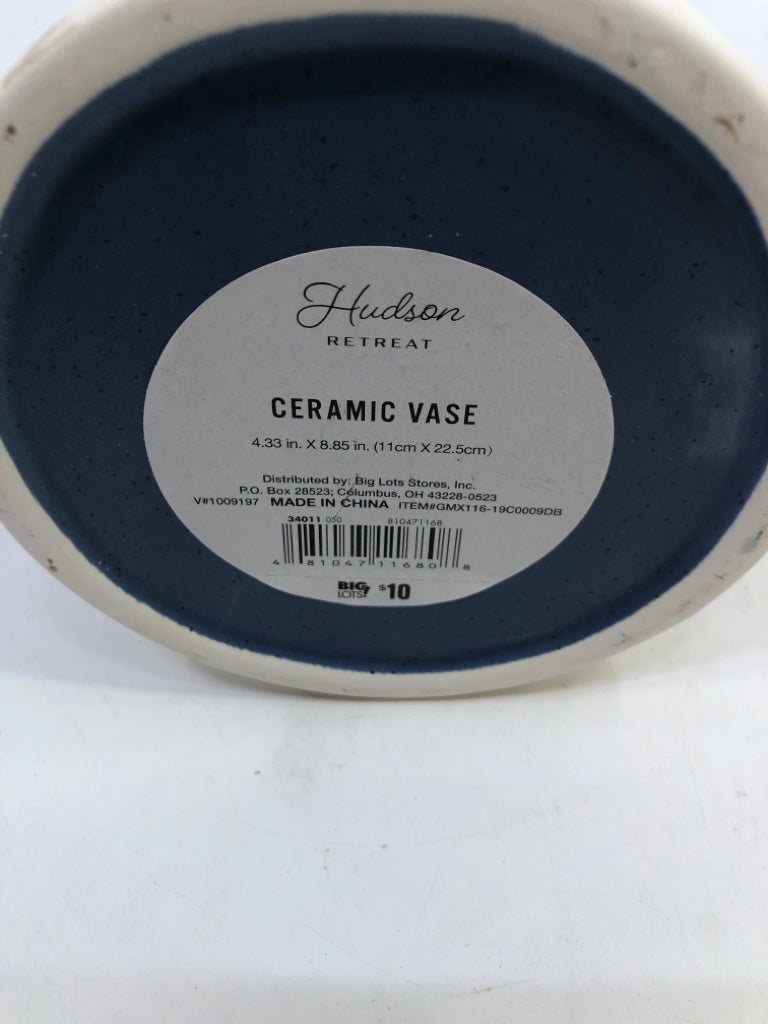 Hudson
RETREAT
CERAMIC VASE
4.33 in. X 8.85 in. (11cm X 22.5cm)
Distributed by: Big Lots Stores, Inc.
P.O. Box 28523; Columbus, OH 43228-0523
V#1009197 MADE IN CHINA ITEM#GMX116-19C0009DB
34011 050 810471168
4 81047 11680 8
BIG LOTS! $10